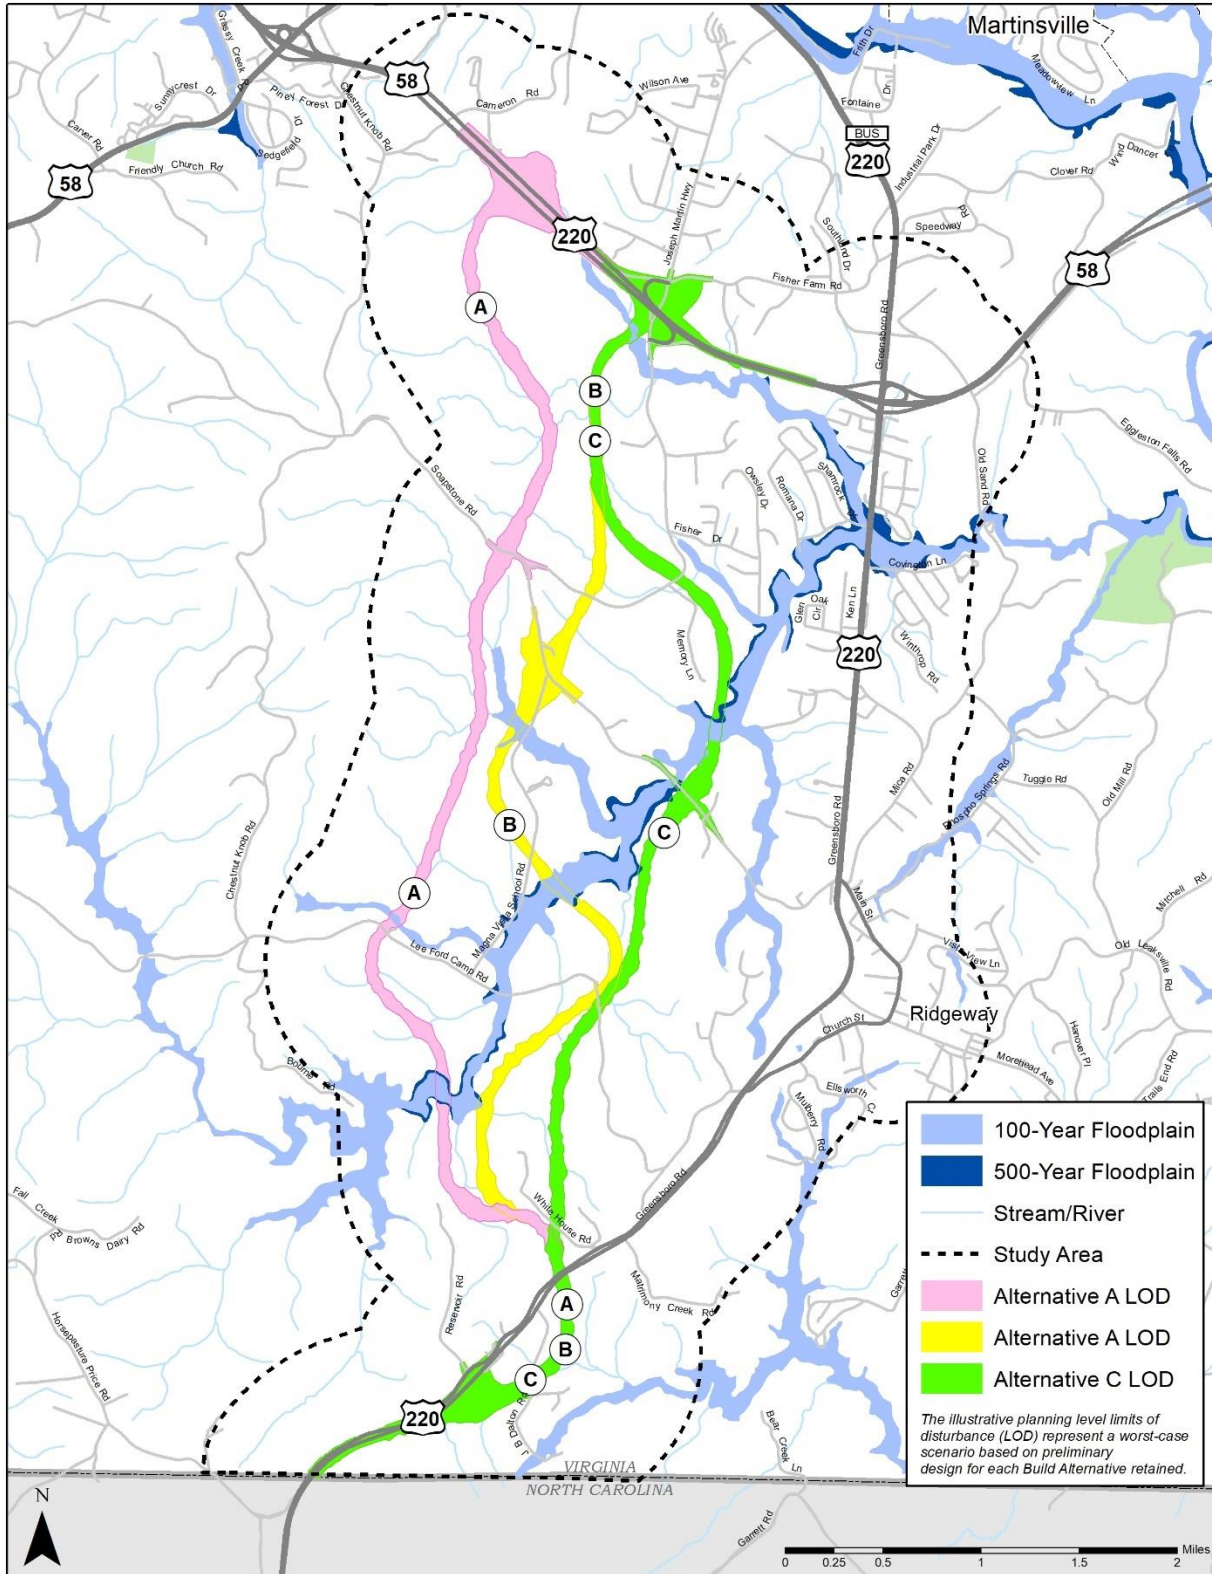 Martinsville
Grassy Creek Rd
58
Sunnycrest Dr
Piney Forest Dr
Chestnut Knob Rd
Cameron Rd
Wilson Ave
Frith Dr
Meadowview Ln
Fontaine Dr
BUS
220
Industrial Park Dr
Carver Rd
Sedgefield Dr
Friendly Church Rd
58
Wind Dancer
Clover Rd
Joseph Martin Hwy
Speedway Rd
Southland Dr
220
58
Fisher Farm Rd
A
Greensboro Rd
B
C
Eggleston Falls Rd
Soapstone Rd
Owsley Dr
Romana Dr
Shamrock Dr
Old Sand Rd
Fisher Dr
Covington Ln
Glen Oak Cir
Ken Ln
Memory Ln
220
Winthrop Rd
Mica Rd
Phospho Springs Rd
Tuggle Rd
Old Mill Rd
B
C
Greensboro Rd
Chestnut Knob Rd
A
Magna Vista School Rd
Main St
Mitchell Rd
Lee Ford Camp Rd
Vista View Ln
Old Leaksville Rd
Church St
Ridgeway
Hanover Pl
Morehead Ave
Trails End Rd
Bourne Rd
Ellsworth Ct
Mulberry Rd
Fall Creek Rd
Browns Dairy Rd
White House Rd
Greensboro Rd
Reservoir Rd
Matrimony Creek Rd
Garrett
Horsepasture Price Rd
A
B
C
220
J B Dalton Rd
Bear Creek Ln
VIRGINIA
NORTH CAROLINA
Garrett Rd
100-Year Floodplain
500-Year Floodplain
Stream/River
Study Area
Alternative A LOD
Alternative A LOD
Alternative C LOD
The illustrative planning level limits of
disturbance (LOD) represent a worst-case
scenario based on preliminary
design for each Build Alternative retained.
N
Miles
0 0.25 0.5 1 1.5 2